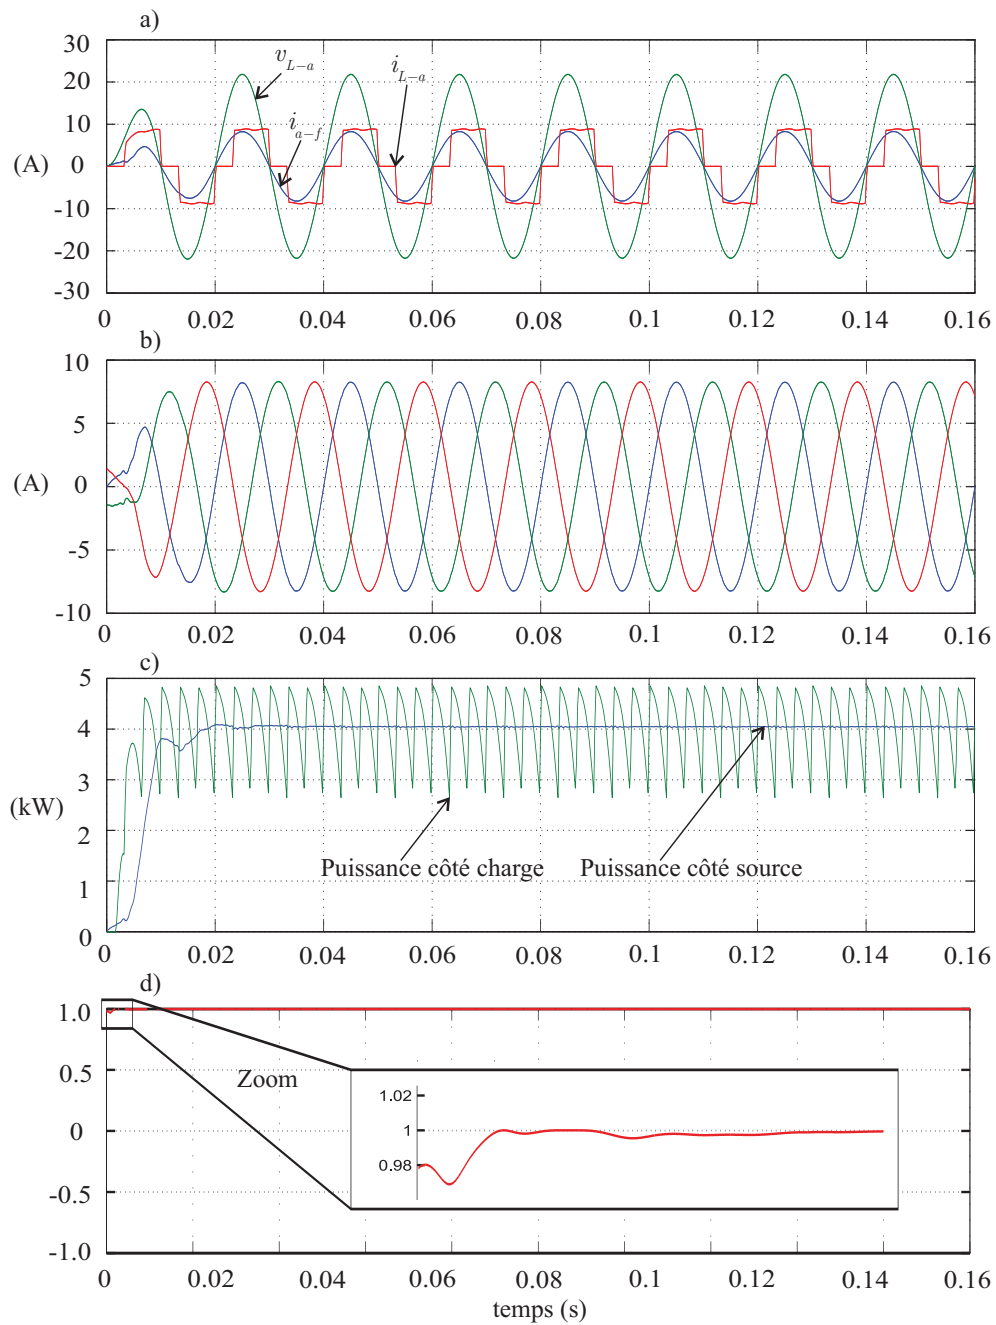 a)
30
20
10
0
-10
-20
-30
(A)
v_{L-a}
i_{L-a}
i_{a-f}
0 0.02 0.04 0.06 0.08 0.1 0.12 0.14 0.16
b)
10
5
0
-5
-10
(A)
0 0.02 0.04 0.06 0.08 0.1 0.12 0.14 0.16
c)
5
4
3
2
1
0
(kW)
Puissance côté charge
Puissance côté source
0 0.02 0.04 0.06 0.08 0.1 0.12 0.14 0.16
d)
1.0
0.5
0
-0.5
-1.0
Zoom
1.02
1
0.98
0 0.02 0.04 0.06 0.08 0.1 0.12 0.14 0.16
temps (s)